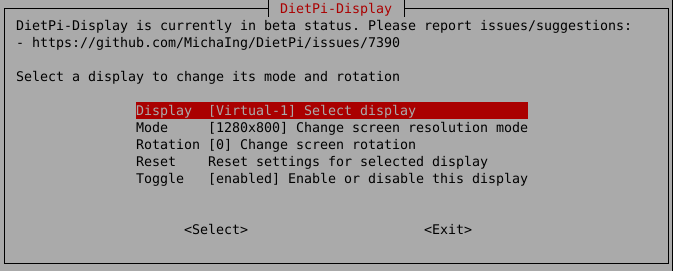 DietPi-Display
DietPi-Display is currently in beta status. Please report issues/suggestions:
- https://github.com/MichaIng/DietPi/issues/7390
Select a display to change its mode and rotation
Display [Virtual-1] Select display
Mode [1280x800] Change screen resolution mode
Rotation [0] Change screen rotation
Reset Reset settings for selected display
Toggle [enabled] Enable or disable this display
<Select> <Exit>